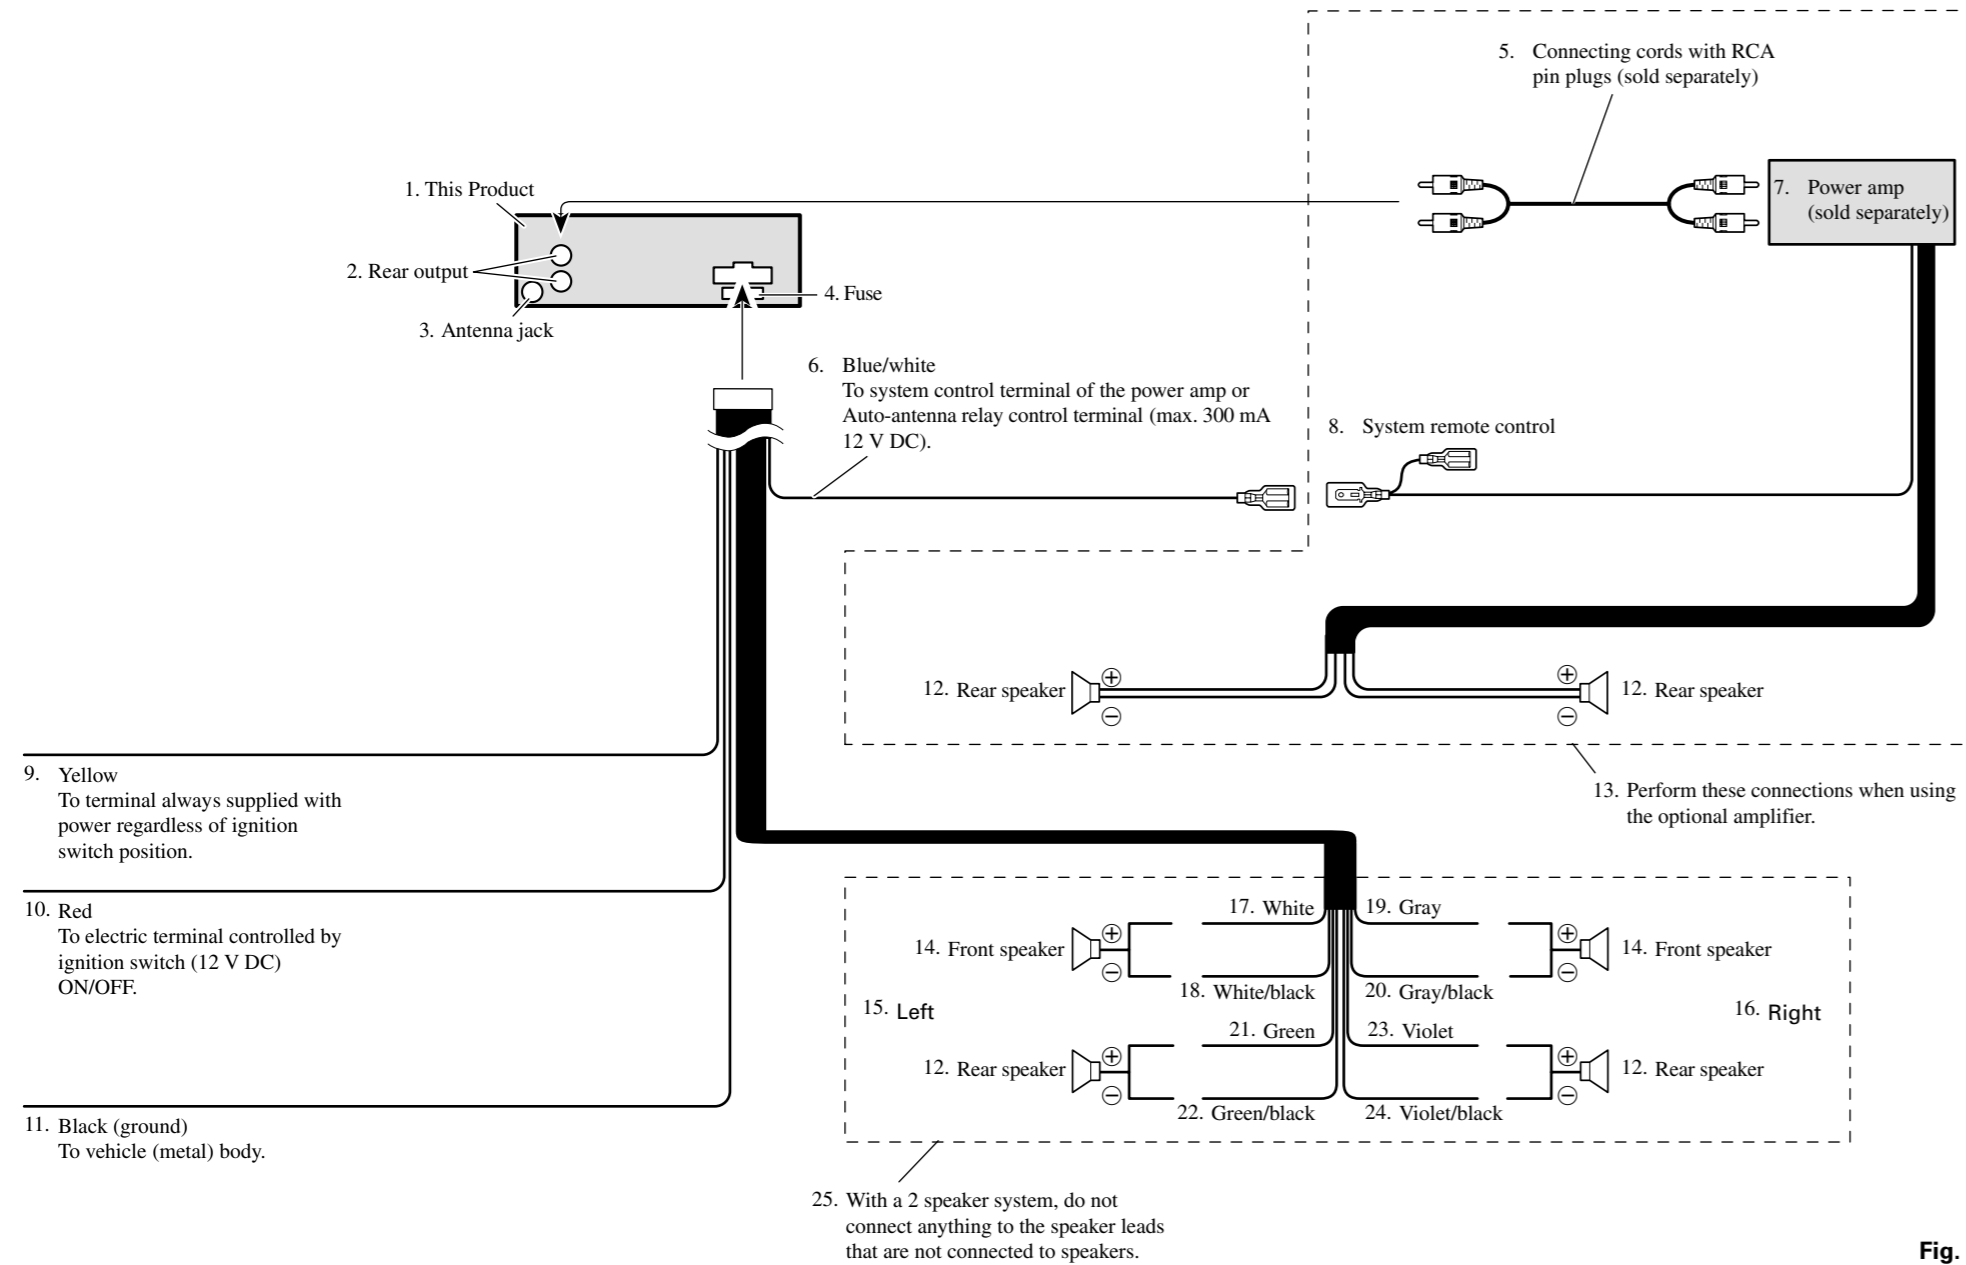 5. Connecting cords with RCA
pin plugs (sold separately)
1. This Product
7. Power amp
(sold separately)
2. Rear output
4. Fuse
3. Antenna jack
6. Blue/white
To system control terminal of the power amp or
Auto-antenna relay control terminal (max. 300 mA
12 V DC).
8. System remote control
12. Rear speaker
⊕
⊖
⊕
⊖
12. Rear speaker
9. Yellow
To terminal always supplied with
power regardless of ignition
switch position.
13. Perform these connections when using
the optional amplifier.
10. Red
To electric terminal controlled by
ignition switch (12 V DC)
ON/OFF.
17. White
19. Gray
14. Front speaker
⊕
⊖
⊕
⊖
14. Front speaker
18. White/black
20. Gray/black
15. Left
16. Right
21. Green
23. Violet
12. Rear speaker
⊕
⊖
⊕
⊖
12. Rear speaker
22. Green/black
24. Violet/black
11. Black (ground)
To vehicle (metal) body.
25. With a 2 speaker system, do not
connect anything to the speaker leads
that are not connected to speakers.
Fig.